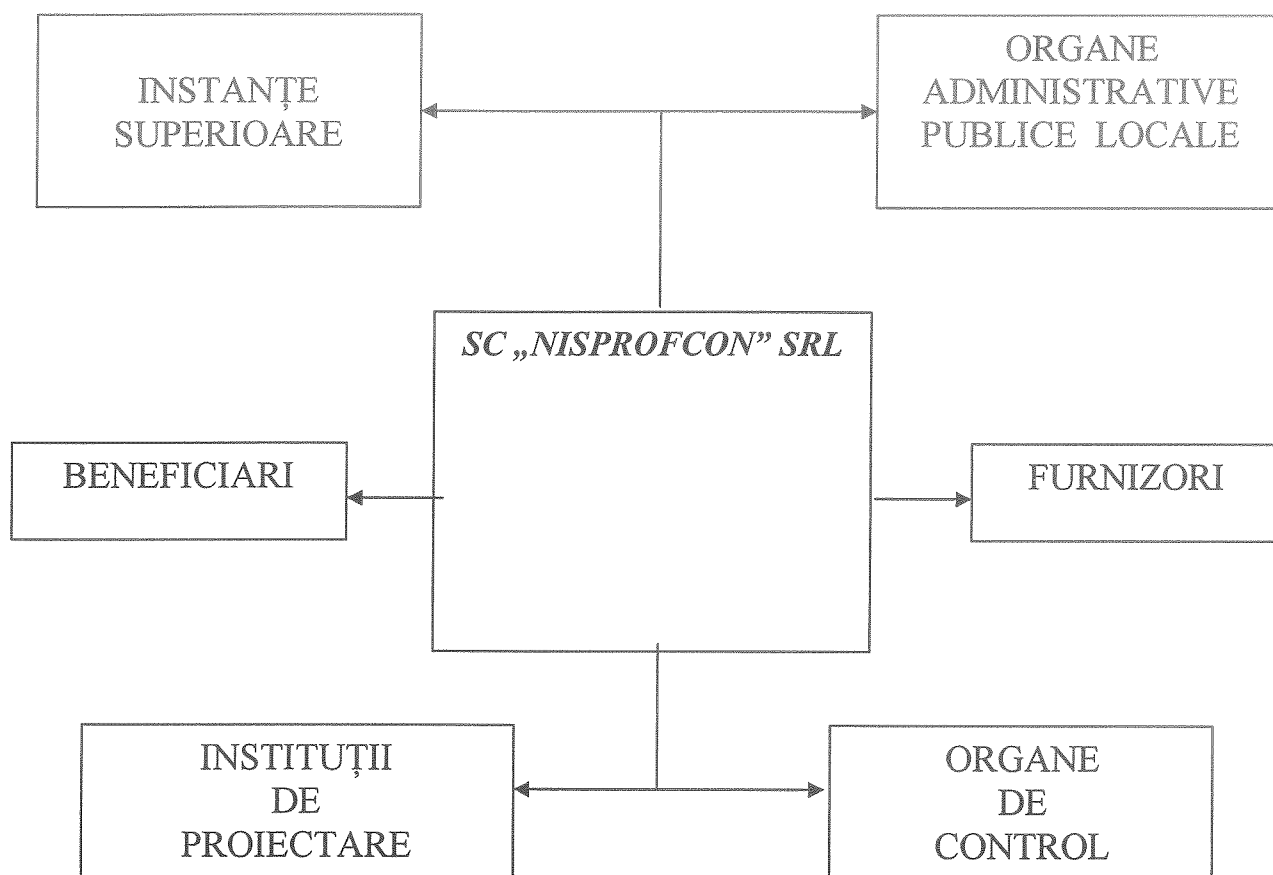 INSTANȚE
SUPERIOARE
ORGANE
ADMINISTRATIVE
PUBLICE LOCALE
SC „NISPROFCON” SRL
BENEFICIARI
FURNIZORI
INSTITUȚII
DE
PROIECTARE
ORGANE
DE
CONTROL